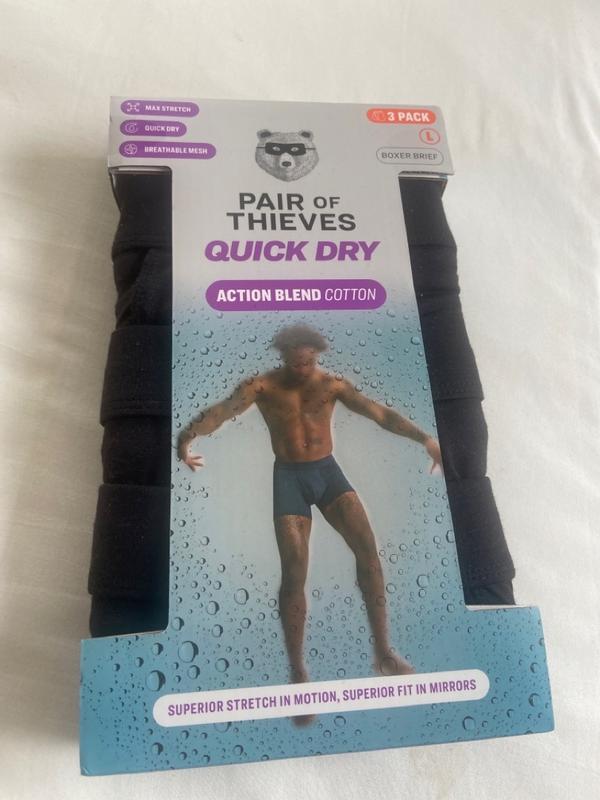 MAX STRETCH
QUICK DRY
BREATHABLE MESH
3 PACK
L
BOXER BRIEF
PAIR OF
THIEVES
QUICK DRY
ACTION BLEND COTTON
SUPERIOR STRETCH IN MOTION, SUPERIOR FIT IN MIRRORS